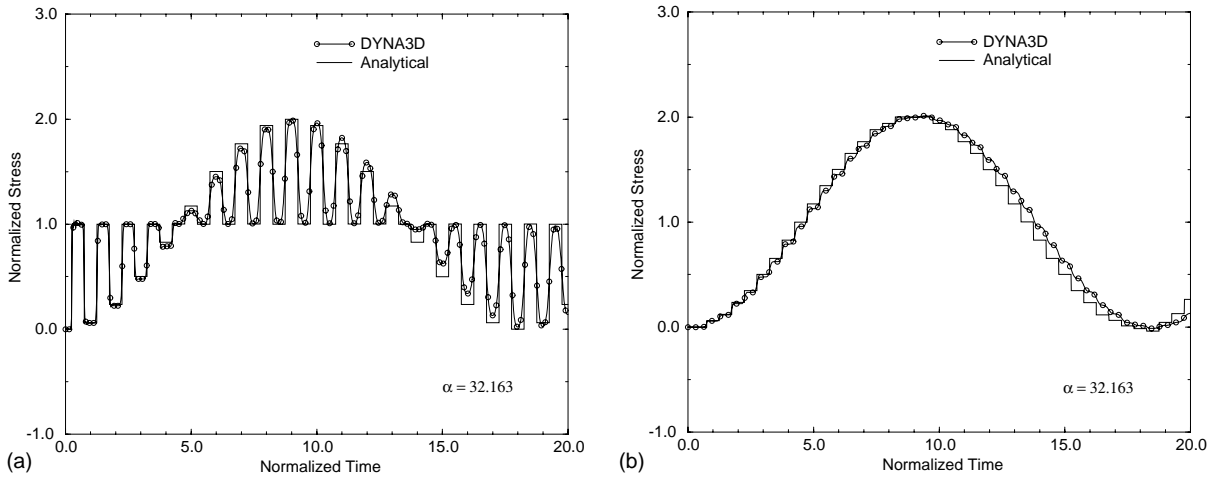 3.0
2.0
1.0
0.0
-1.0
Normalized Stress
DYNA3D
Analytical
α = 32.163
0.0 5.0 10.0 15.0 20.0
Normalized Time
(a)
3.0
2.0
1.0
0.0
-1.0
Normalized Stress
DYNA3D
Analytical
α = 32.163
0.0 5.0 10.0 15.0 20.0
Normalized Time
(b)